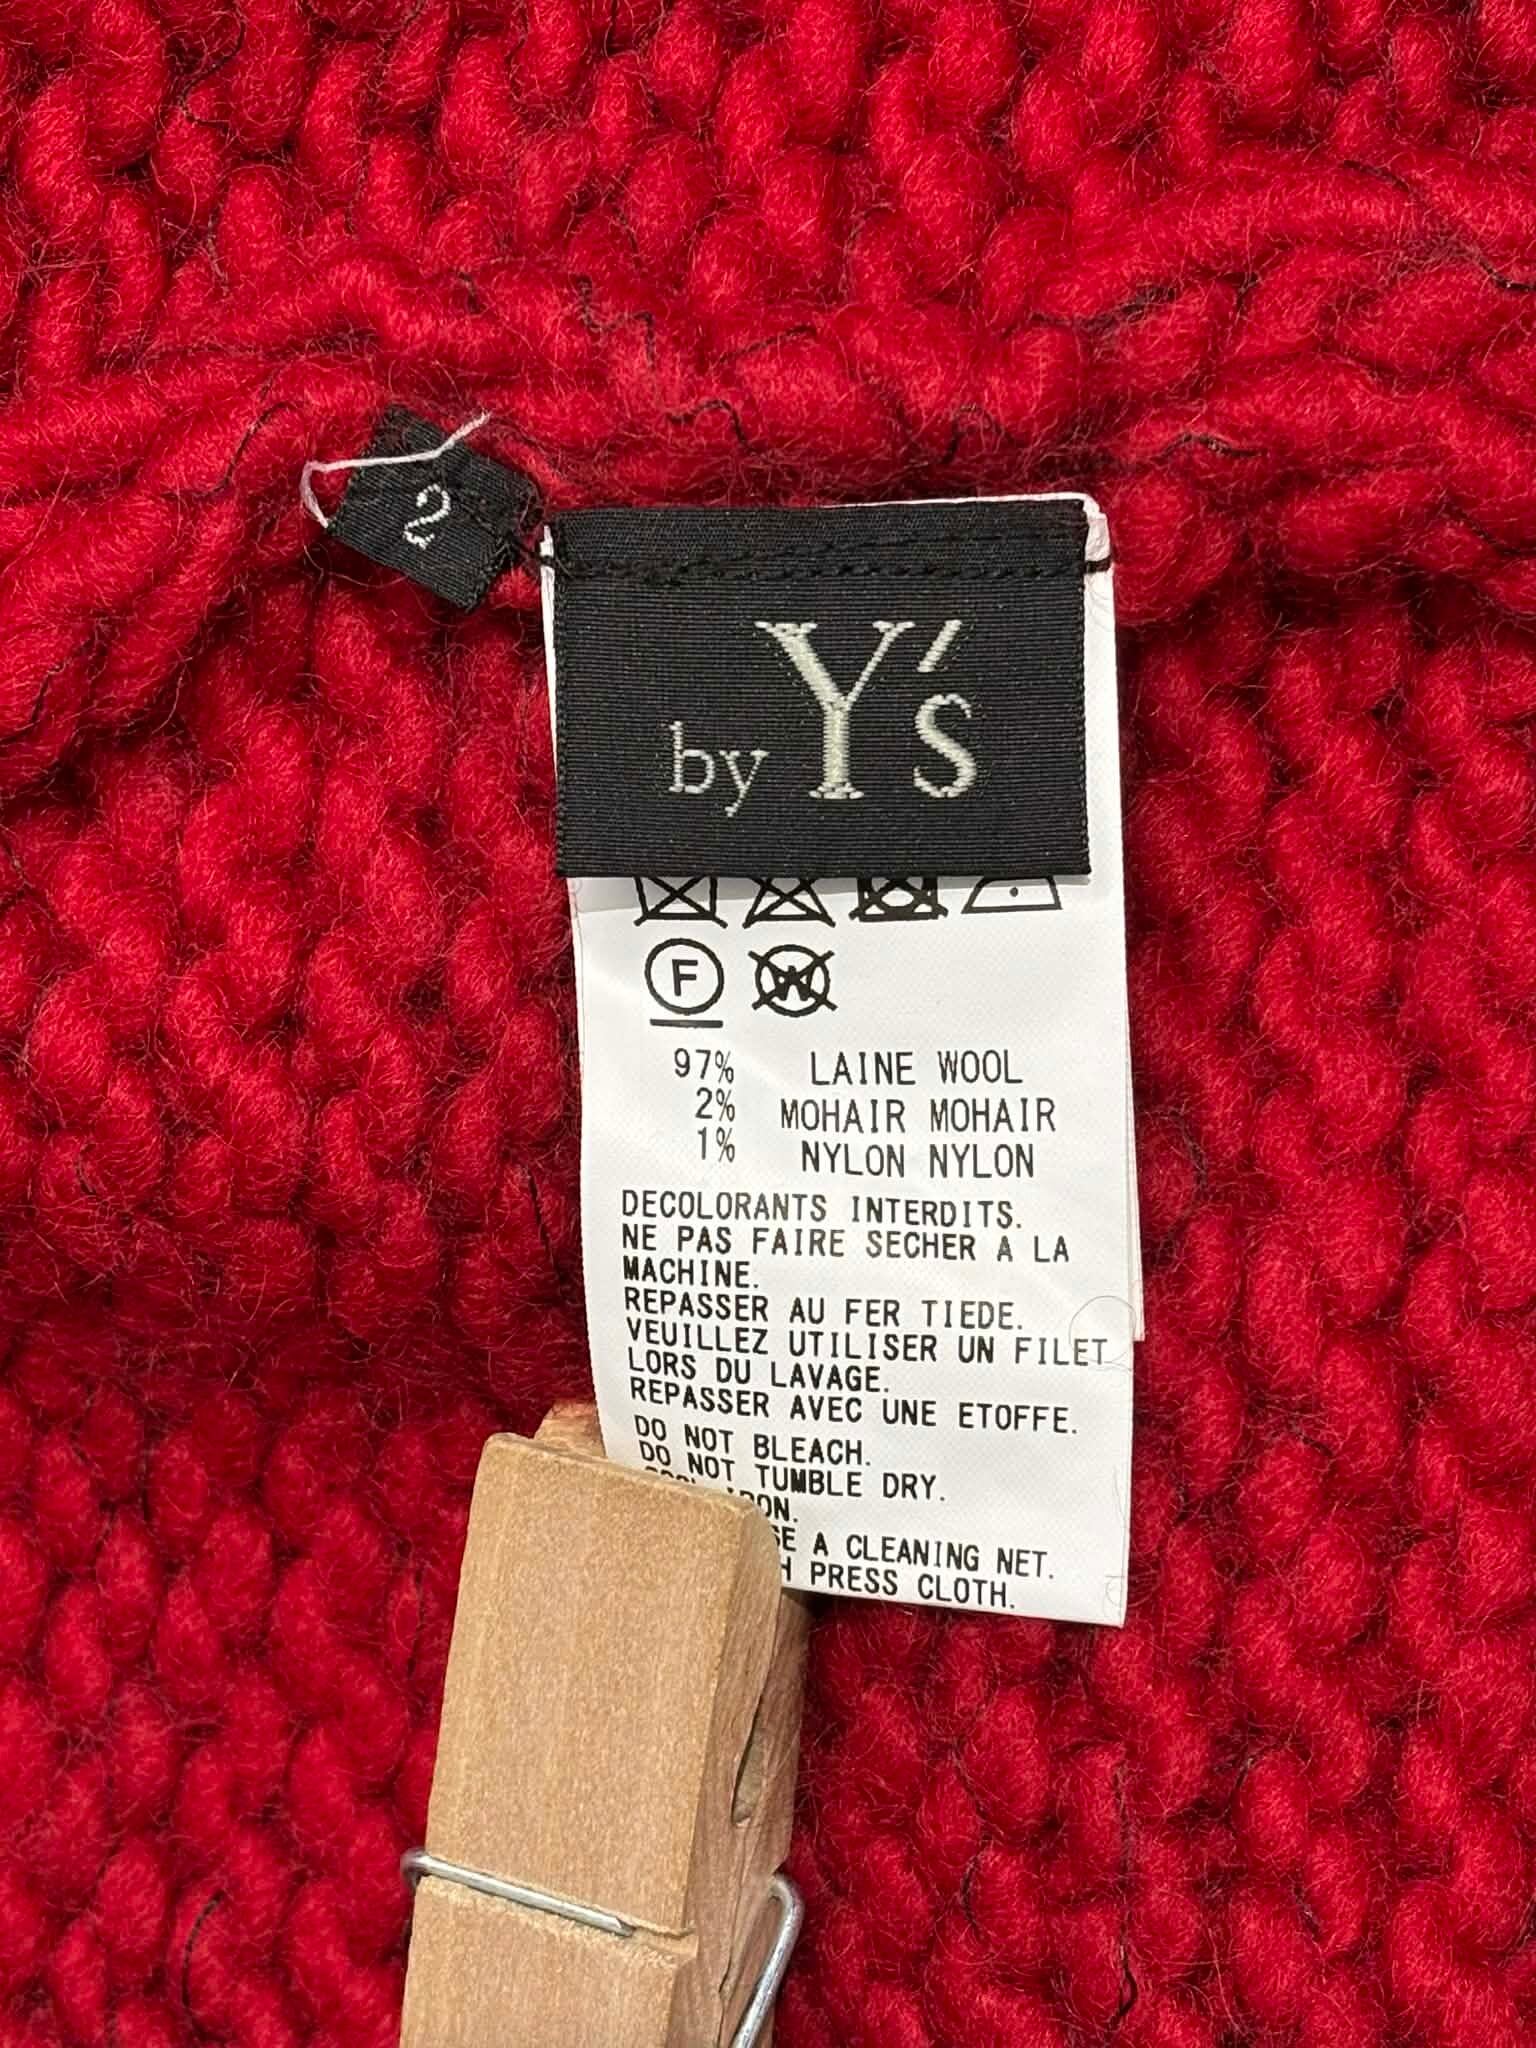 2
by Y's
F
W
97% LAINE WOOL
2% MOHAIR MOHAIR
1% NYLON NYLON
DECOLORANTS INTERDITS.
NE PAS FAIRE SECHER A LA
MACHINE.
REPASSER AU FER TIEDE.
VEUILLEZ UTILISER UN FILET
LORS DU LAVAGE.
REPASSER AVEC UNE ETOFFE.
DO NOT BLEACH.
DO NOT TUMBLE DRY.
A CLEANING NET.
PRESS CLOTH.